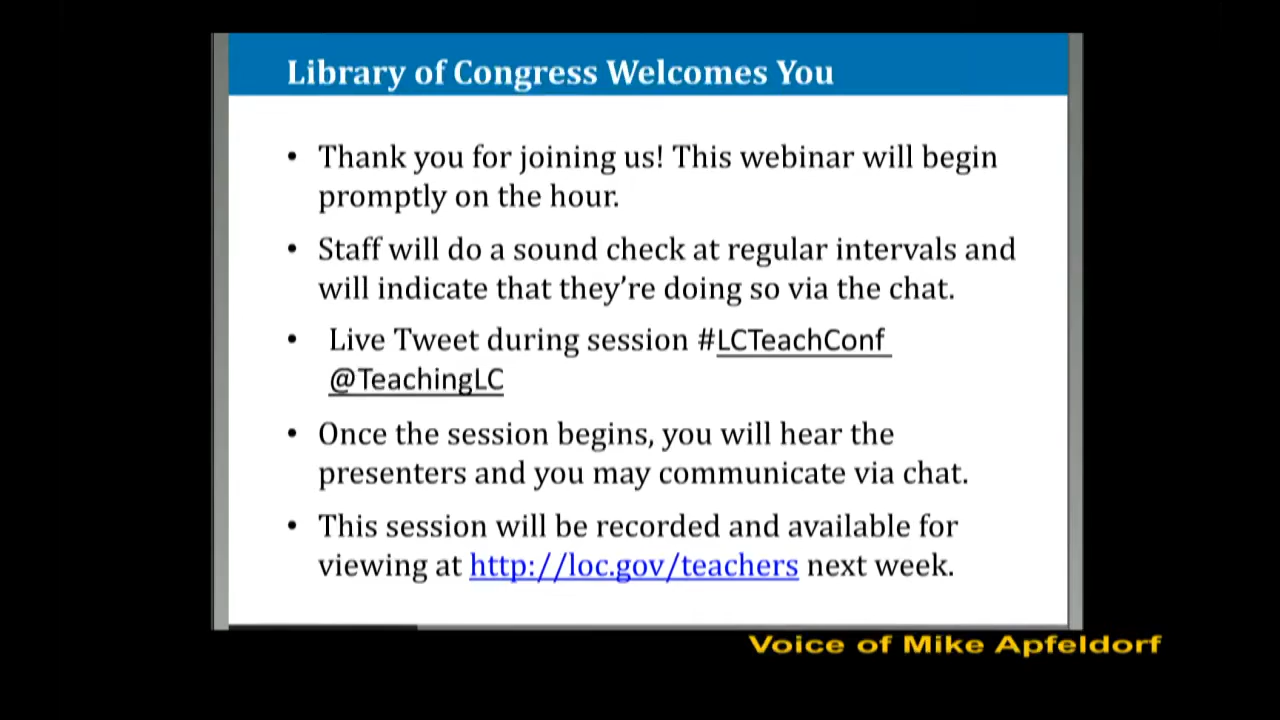 Library of Congress Welcomes You
• Thank you for joining us! This webinar will begin
promptly on the hour.
• Staff will do a sound check at regular intervals and
will indicate that they’re doing so via the chat.
• Live Tweet during session #LCTeachConf
@TeachingLC
• Once the session begins, you will hear the
presenters and you may communicate via chat.
• This session will be recorded and available for
viewing at http://loc.gov/teachers next week.
Voice of Mike Apfeldorf